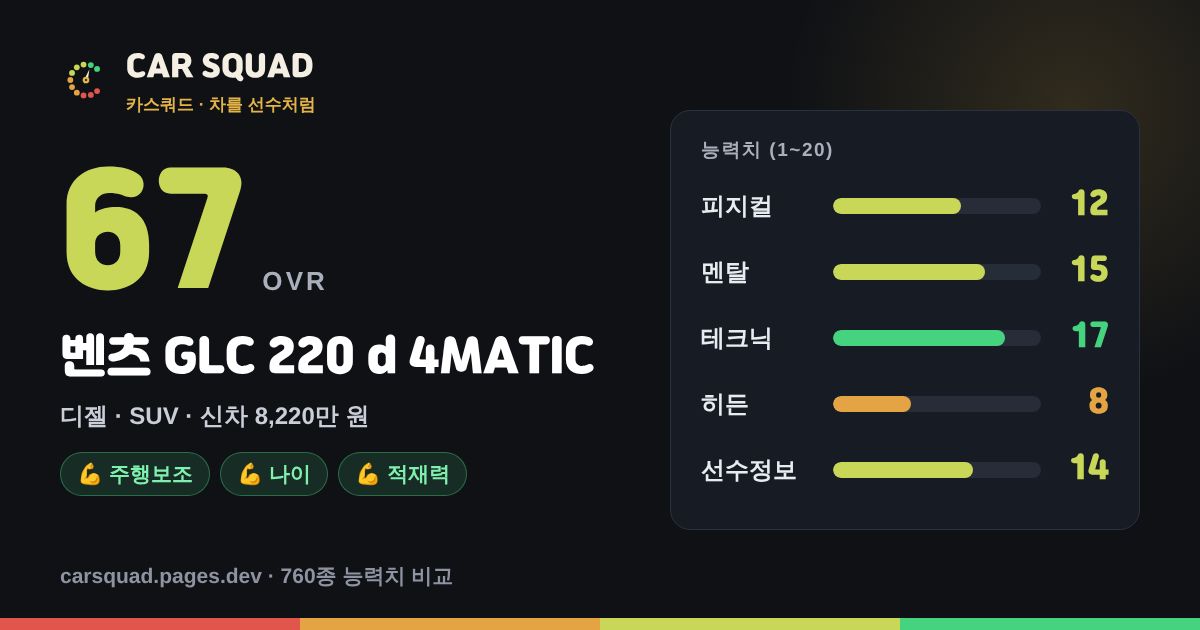 CAR SQUAD
카스쿼드 · 차를 선수처럼
67 OVR
벤츠 GLC 220 d 4MATIC
디젤 · SUV · 신차 8,220만 원
💪 주행보조 💪 나이 💪 적재력
carsquad.pages.dev · 760종 능력치 비교
능력치 (1~20)
피지컬 12
멘탈 15
테크닉 17
히든 8
선수정보 14